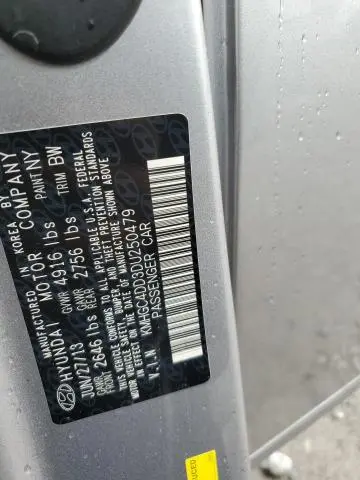 MANUFACTURED IN KOREA BY
HYUNDAI MOTOR COMPANY
JUN/27/13 GVWR 4916 lbs PAINT NY
GAWR FRONT 2646 lbs GAWR REAR 2756 lbs TRIM BW
THIS VEHICLE CONFORMS TO ALL APPLICABLE U.S.A. FEDERAL
MOTOR VEHICLE SAFETY, BUMPER, AND THEFT PREVENTION STANDARDS
IN EFFECT ON THE DATE OF MANUFACTURE SHOWN ABOVE
V.I.N KMHGC4DD3DU250479
PASSENGER CAR
UCED